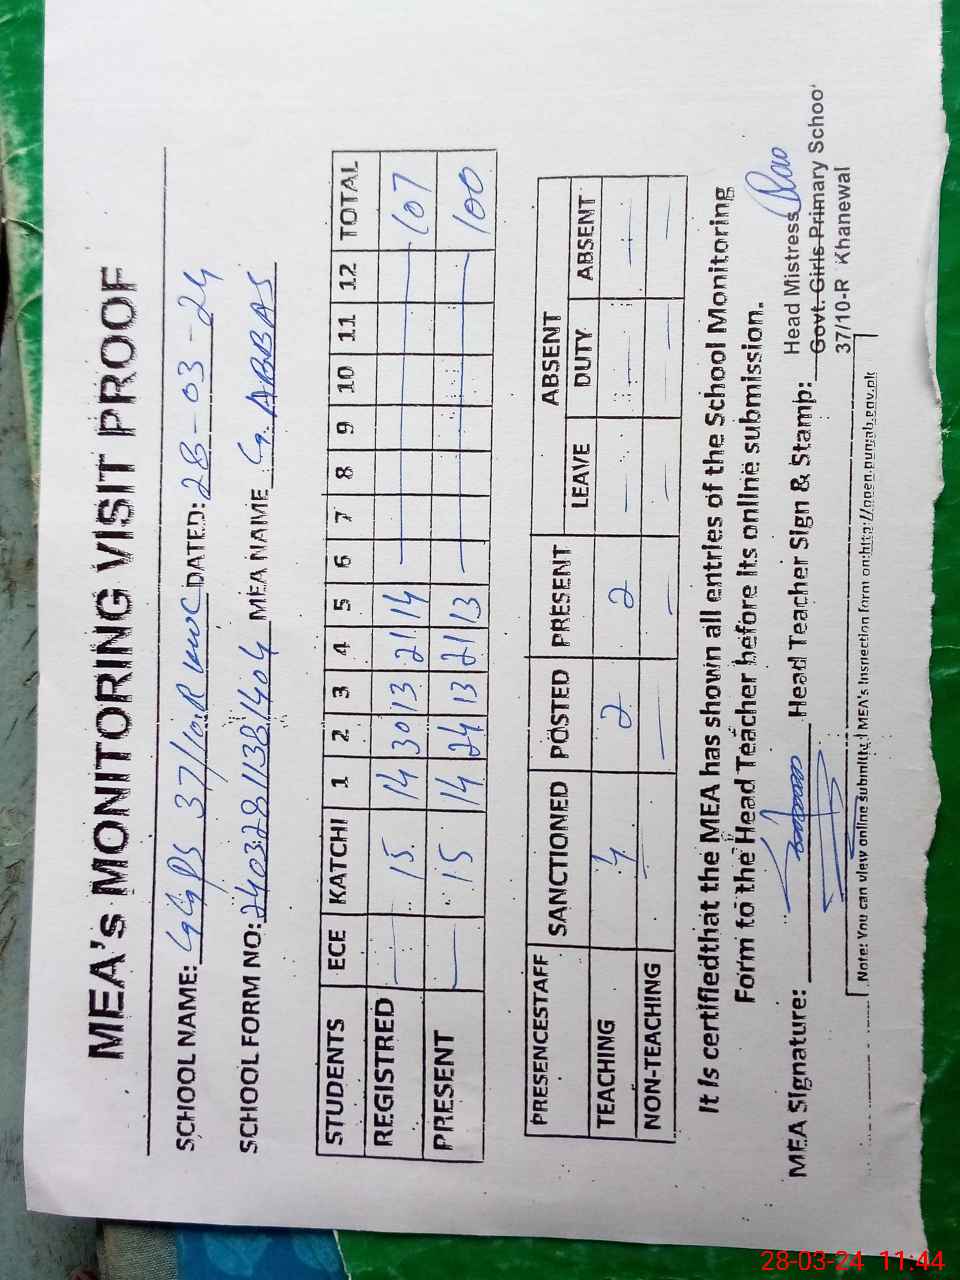 MEA's MONITORING VISIT PROOF
SCHOOL NAME: GGPS 37/10.R KWC DATED: 28-03-24
SCHOOL FORM NO: MEA NAME G. ABBAS
STUDENTS ECE KATCHI 1 2 3 4 5 6 7 8 9 10 11 12 TOTAL
REGISTRED — 15 14 30 13 21 14 — 107
PRESENT — 15 14 24 13 21 13 — 100
PRESENCESTAFF SANCTIONED POSTED PRESENT ABSENT
LEAVE DUTY ABSENT
TEACHING 4 2 2 — — —
NON-TEACHING — — — — — —
It is certifiedthat the MEA has shown all entries of the School Monitoring
Form to the Head Teacher before its online submission.
MEA Signature: Head Teacher Sign & Stamp: Head Mistress
Govt. Girls Primary Schoo
37/10-R Khanewal
Note: You can view online submitted MEA's Inspection form on:http://open.punjab.gov.pk
28-03-24 11:44